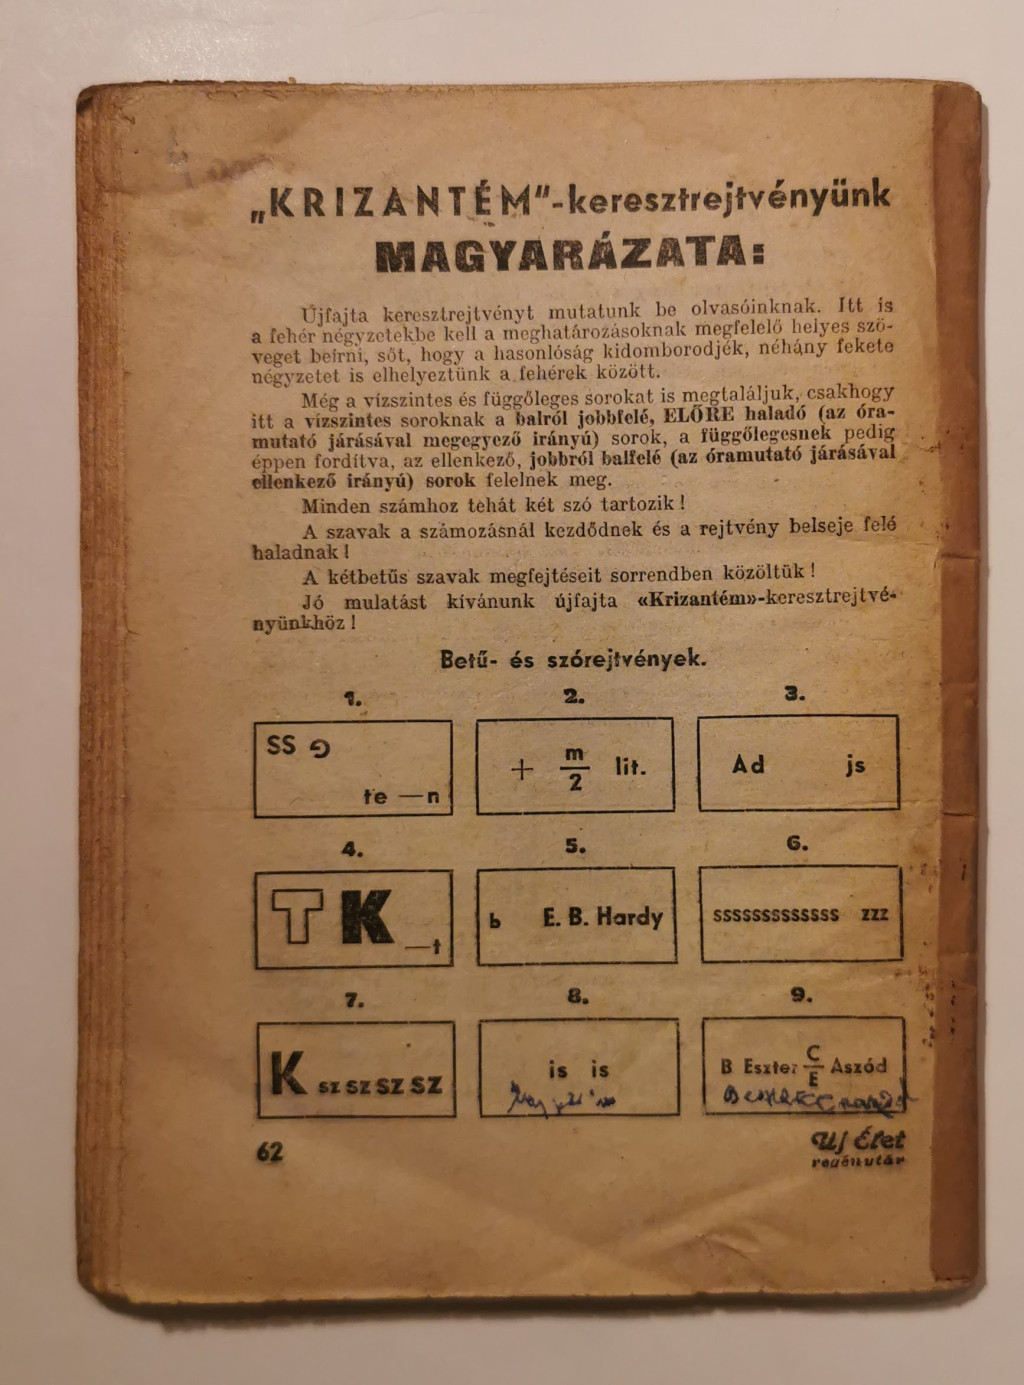 „KRIZANTÉM"-keresztrejtvényünk
MAGYARÁZATA:
Ujfajta keresztrejtvényt mutatunk be olvasóinknak. Itt is
a fehér négyzetekbe kell a meghatározásoknak megfelelő helyes szö-
veget beírni, sőt, hogy a hasonlóság kidomborodjék, néhány fekete
négyzetet is elhelyeztünk a fehérek között.
Még a vízszintes és függőleges sorokat is megtaláljuk, csakhogy
itt a vízszintes soroknak a balról jobbfelé, ELŐRE haladó (az óra-
mutató járásával megegyező irányú) sorok, a függőlegesnek pedig
éppen fordítva, az ellenkező, jobbról balfelé (az óramutató járásával
ellenkező irányú) sorok felelnek meg.
Minden számhoz tehát két szó tartozik !
A szavak a számozásnál kezdődnek és a rejtvény belseje felé
haladnak !
A kétbetűs szavak megfejtéseit sorrendben közöltük !
Jó mulatást kívánunk újfajta «Krizantém»-keresztrejtvé-
nyünkhöz !
Betű- és szórejtvények.
1. 2. 3.
SS
te —n
+ m/2 lit.
Ad js
4. 5. 6.
T K —t
b E. B. Hardy
sssssssssssss zzz
7. 8. 9.
K sz sz sz sz
is is
B Eszter C/E Aszód
62
Uj Élet
regénytár